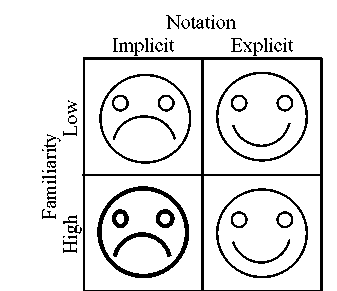 Notation
Implicit Explicit
Familiarity
Low
High